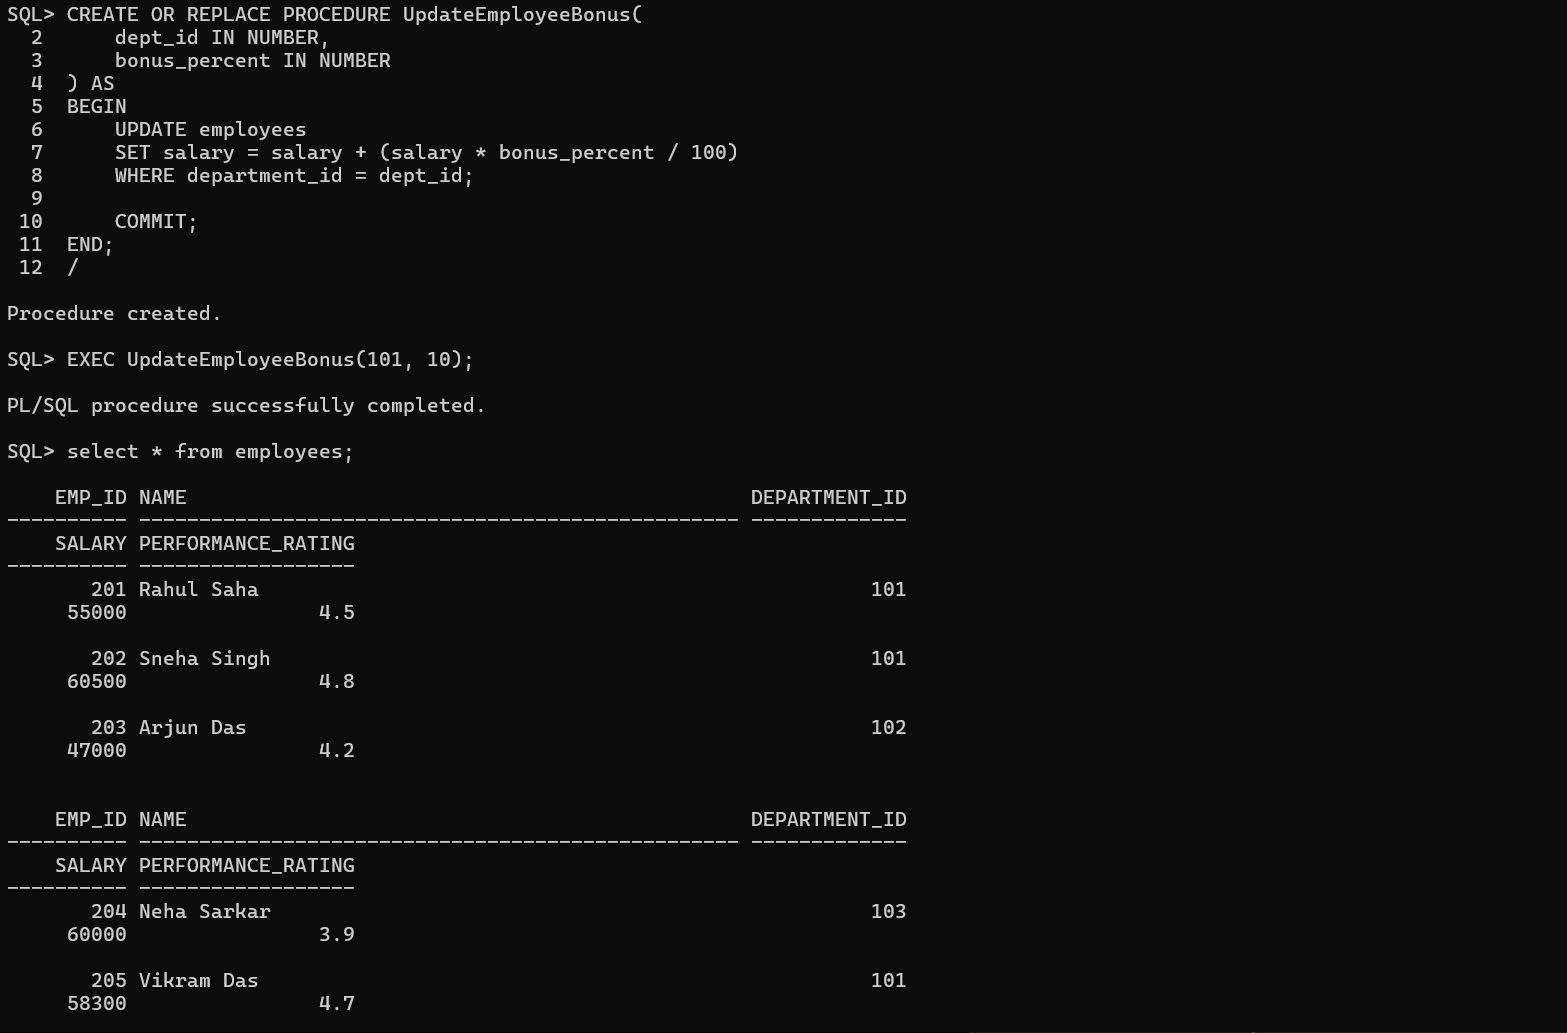 SQL> CREATE OR REPLACE PROCEDURE UpdateEmployeeBonus(
  2      dept_id IN NUMBER,
  3      bonus_percent IN NUMBER
  4  ) AS
  5  BEGIN
  6      UPDATE employees
  7      SET salary = salary + (salary * bonus_percent / 100)
  8      WHERE department_id = dept_id;
  9
 10      COMMIT;
 11  END;
 12  /
Procedure created.
SQL> EXEC UpdateEmployeeBonus(101, 10);
PL/SQL procedure successfully completed.
SQL> select * from employees;
    EMP_ID NAME                                               DEPARTMENT_ID
---------- -------------------------------------------------- -------------
    SALARY PERFORMANCE_RATING
---------- ------------------
       201 Rahul Saha                                                   101
     55000                4.5
       202 Sneha Singh                                                  101
     60500                4.8
       203 Arjun Das                                                    102
     47000                4.2
    EMP_ID NAME                                               DEPARTMENT_ID
---------- -------------------------------------------------- -------------
    SALARY PERFORMANCE_RATING
---------- ------------------
       204 Neha Sarkar                                                  103
     60000                3.9
       205 Vikram Das                                                   101
     58300                4.7